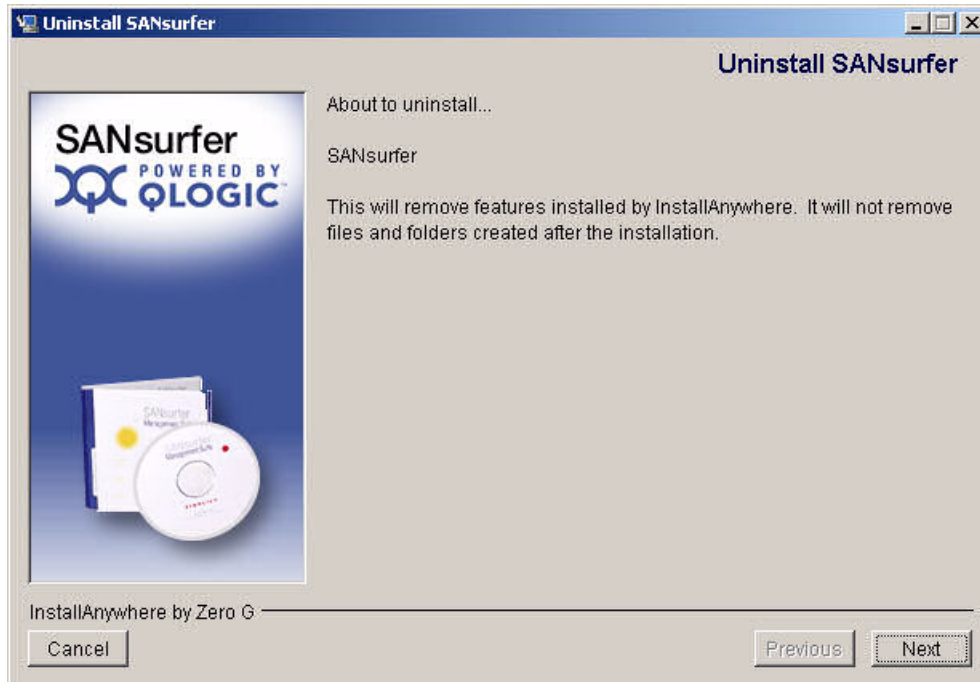 Uninstall SANsurfer
Uninstall SANsurfer
SANsurfer
POWERED BY
QLOGIC
About to uninstall...
SANsurfer
This will remove features installed by InstallAnywhere. It will not remove
files and folders created after the installation.
SANsurfer
SANsurfer
InstallAnywhere by Zero G
Cancel
Previous
Next